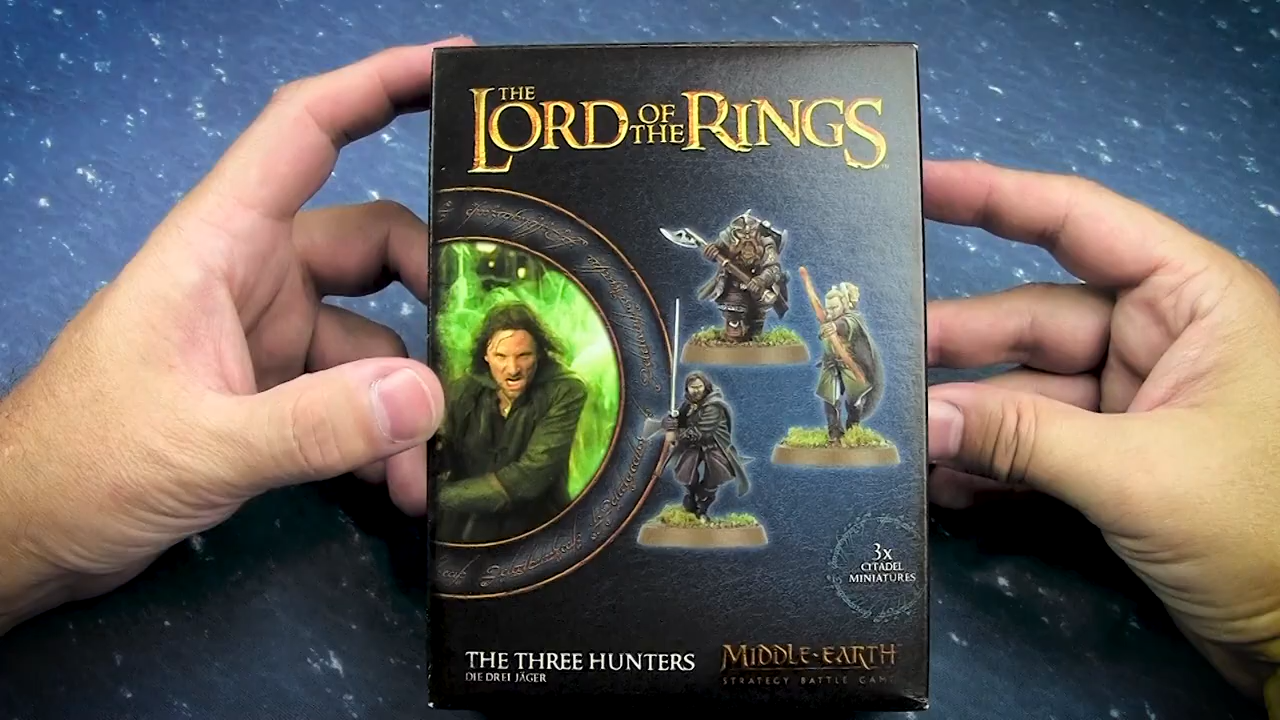 THE
LORD OF THE RINGS
3x
CITADEL
MINIATURES
THE THREE HUNTERS
DIE DREI JÄGER
MIDDLE-EARTH
STRATEGY BATTLE GAME